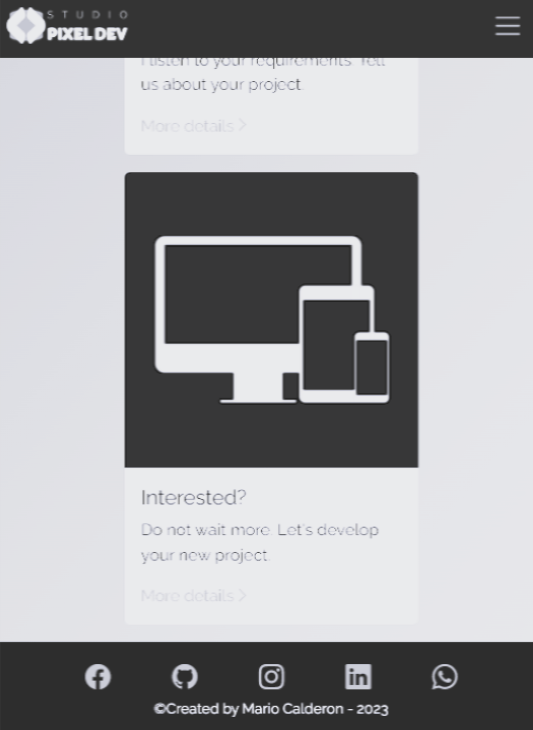 STUDIO
PIXEL DEV
I listen to your requirements. Tell
us about your project.
More details
Interested?
Do not wait more. Let's develop
your new project.
More details
©Created by Mario Calderon - 2023